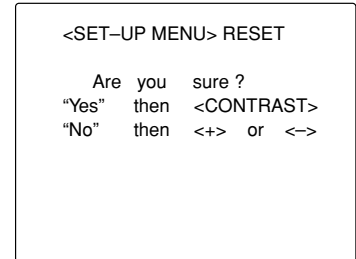 <SET–UP MENU> RESET
Are you sure ?
“Yes” then <CONTRAST>
“No” then <+> or <–>